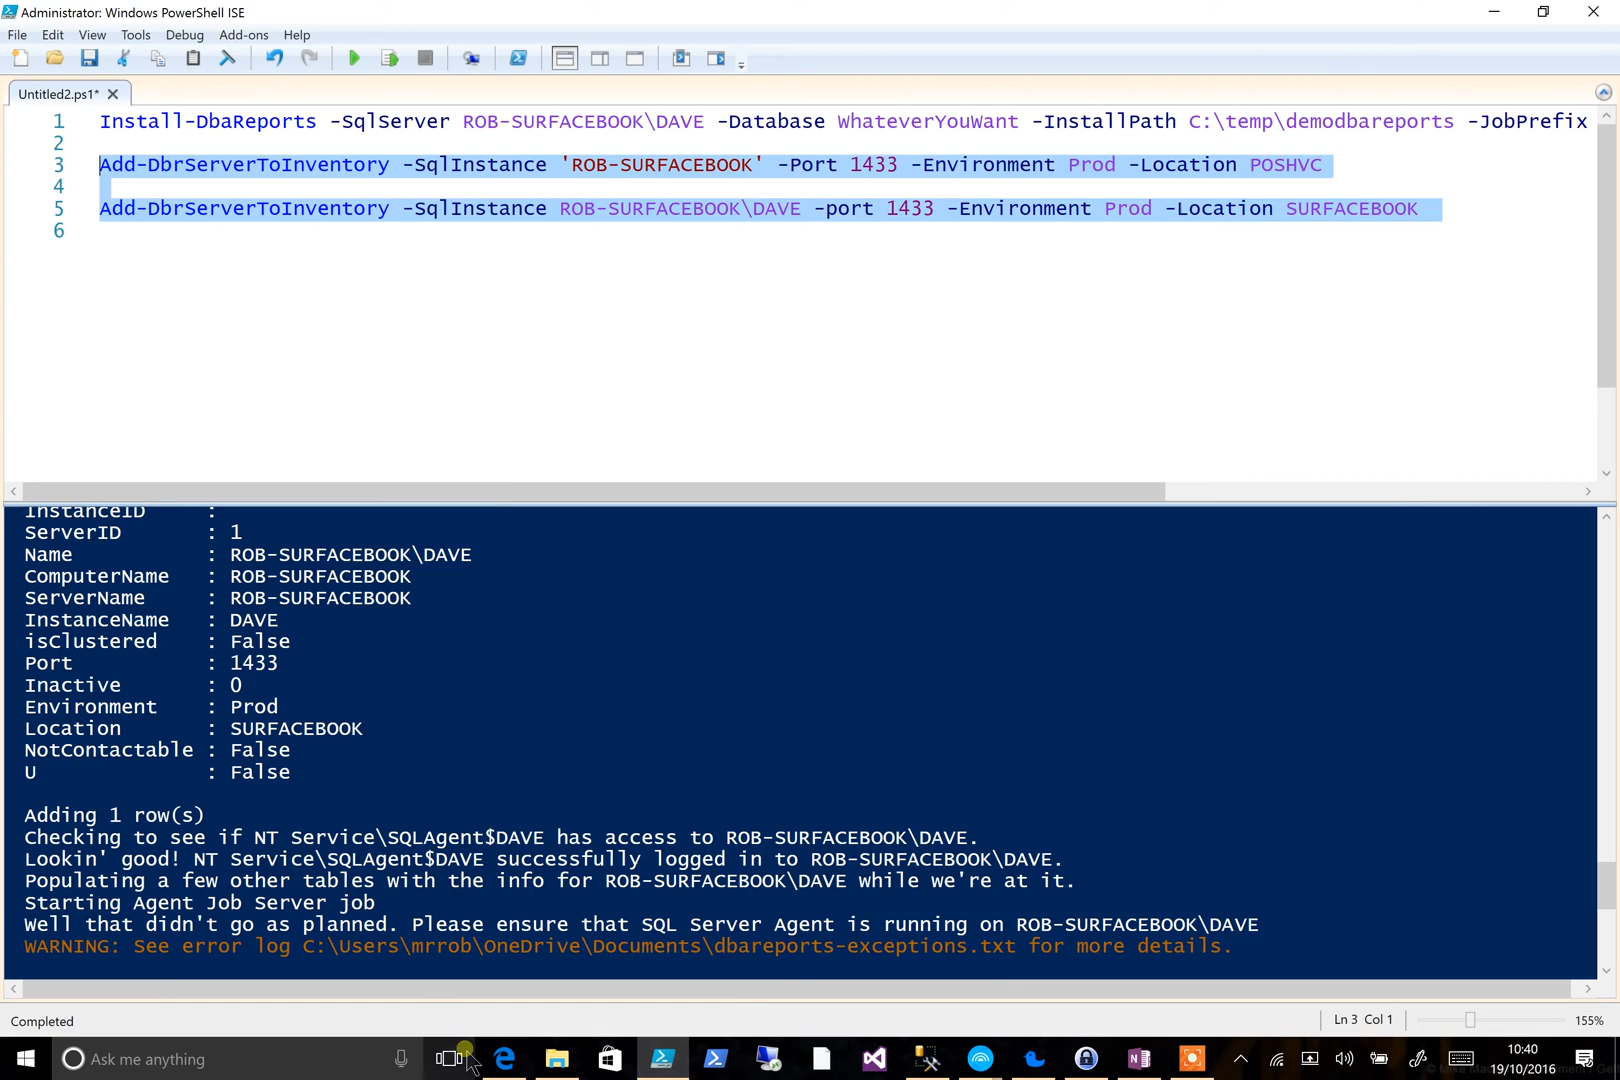 Administrator: Windows PowerShell ISE
File Edit View Tools Debug Add-ons Help
Untitled2.ps1*
1 Install-DbaReports -SqlServer ROB-SURFACEBOOK\DAVE -Database WhateverYouWant -InstallPath C:\temp\demodbareports -JobPrefix
2
3 Add-DbrServerToInventory -SqlInstance 'ROB-SURFACEBOOK' -Port 1433 -Environment Prod -Location POSHVC
4
5 Add-DbrServerToInventory -SqlInstance ROB-SURFACEBOOK\DAVE -port 1433 -Environment Prod -Location SURFACEBOOK
6
InstanceID :
ServerID : 1
Name : ROB-SURFACEBOOK\DAVE
ComputerName : ROB-SURFACEBOOK
ServerName : ROB-SURFACEBOOK
InstanceName : DAVE
isClustered : False
Port : 1433
Inactive : 0
Environment : Prod
Location : SURFACEBOOK
NotContactable : False
U : False
Adding 1 row(s)
Checking to see if NT Service\SQLAgent$DAVE has access to ROB-SURFACEBOOK\DAVE.
Lookin' good! NT Service\SQLAgent$DAVE successfully logged in to ROB-SURFACEBOOK\DAVE.
Populating a few other tables with the info for ROB-SURFACEBOOK\DAVE while we're at it.
Starting Agent Job Server job
Well that didn't go as planned. Please ensure that SQL Server Agent is running on ROB-SURFACEBOOK\DAVE
WARNING: See error log C:\Users\mrrob\OneDrive\Documents\dbareports-exceptions.txt for more details.
Completed Ln 3 Col 1 155%
Ask me anything
10:40
19/10/2016